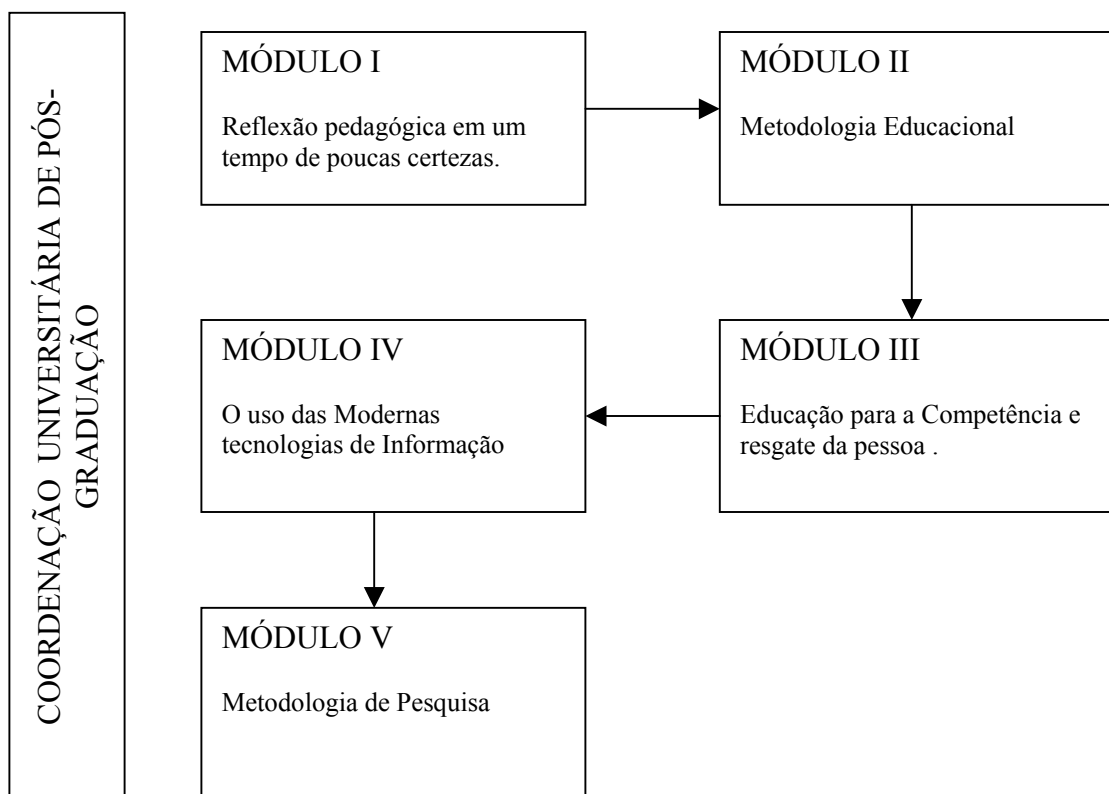 COORDENAÇÃO UNIVERSITÁRIA DE PÓS-
GRADUAÇÃO
MÓDULO I
Reflexão pedagógica em um
tempo de poucas certezas.
MÓDULO II
Metodologia Educacional
MÓDULO III
Educação para a Competência e
resgate da pessoa .
MÓDULO IV
O uso das Modernas
tecnologias de Informação
MÓDULO V
Metodologia de Pesquisa